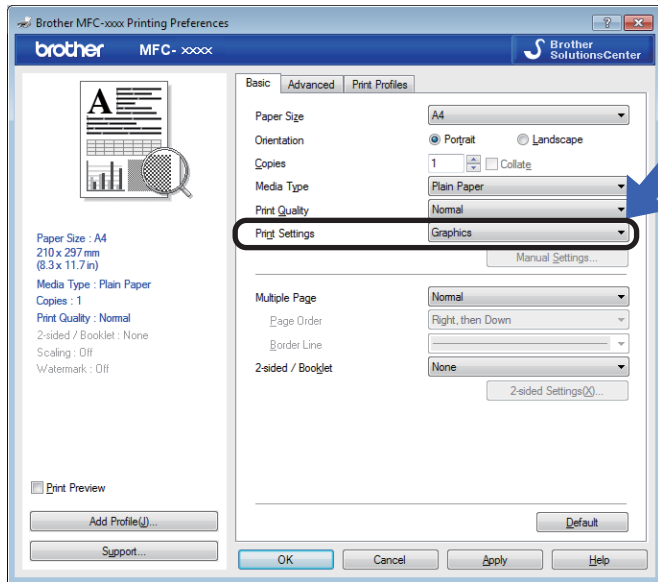 Brother MFC-xxxx Printing Preferences
brother MFC- xxxx
Brother
SolutionsCenter
A
Basic Advanced Print Profiles
Paper Size A4
Orientation Portrait Landscape
Copies 1 Collate
Media Type Plain Paper
Print Quality Normal
Print Settings Graphics
Manual Settings...
Multiple Page Normal
Page Order Right, then Down
Border Line
2-sided / Booklet None
2-sided Settings(X)...
Paper Size : A4
210 x 297 mm
(8.3 x 11.7 in)
Media Type : Plain Paper
Copies : 1
Print Quality : Normal
2-sided / Booklet : None
Scaling : Off
Watermark : Off
Print Preview
Add Profile(J)...
Support...
Default
OK Cancel Apply Help